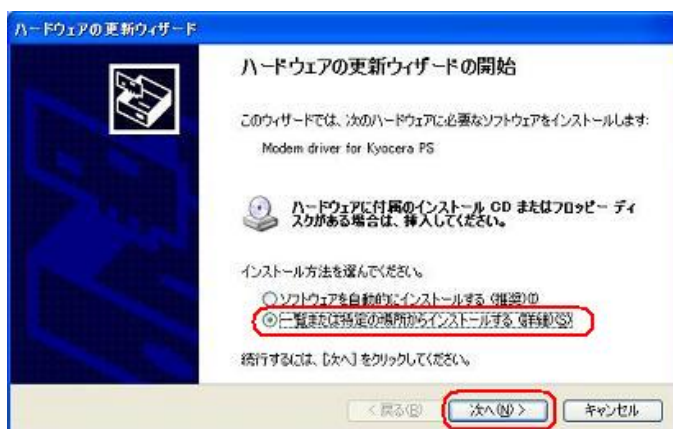 ハードウェアの更新ウィザード
ハードウェアの更新ウィザードの開始
このウィザードでは、次のハードウェアに必要なソフトウェアをインストールします:
Modem driver for Kyocera PS
ハードウェアに付属のインストール CD またはフロッピー ディ
スクがある場合は、挿入してください。
インストール方法を選んでください。
ソフトウェアを自動的にインストールする (推奨)(I)
一覧または特定の場所からインストールする (詳細)(S)
続行するには、[次へ] をクリックしてください。
< 戻る(B) 次へ(N) > キャンセル